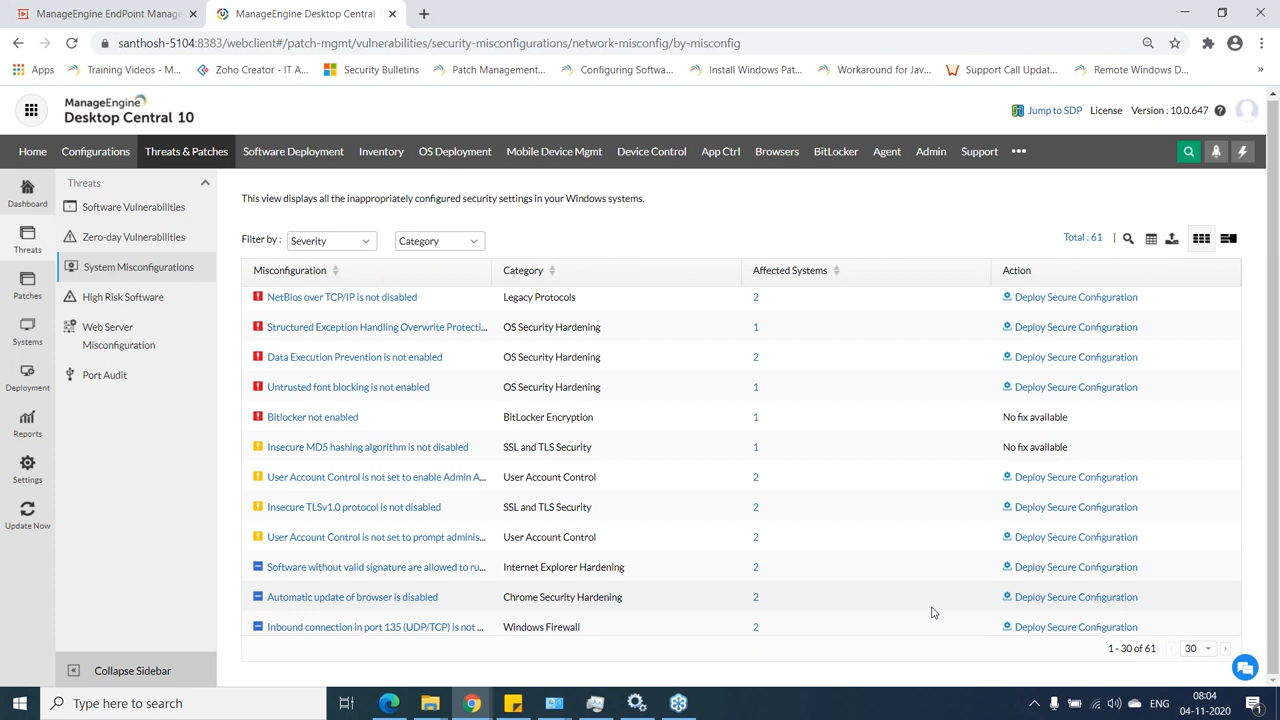 ManageEngine EndPoint Manage
ManageEngine Desktop Central
santhosh-5104:8383/webclient#/patch-mgmt/vulnerabilities/security-misconfigurations/network-misconfig/by-misconfig
Apps
Training Videos - M...
Zoho Creator - IT A...
Security Bulletins
Patch Management...
Configuring Softwa...
Install Windows Pat...
Workaround for Jav...
Support Call Updat...
Remote Windows D...
»
ManageEngine
Desktop Central 10
Jump to SDP
License
Version : 10.0.647
Home
Configurations
Threats & Patches
Software Deployment
Inventory
OS Deployment
Mobile Device Mgmt
Device Control
App Ctrl
Browsers
BitLocker
Agent
Admin
Support
Dashboard
Threats
Patches
Systems
Deployment
Reports
Settings
Update Now
Threats
Software Vulnerabilities
Zero-day Vulnerabilities
System Misconfigurations
High Risk Software
Web Server
Misconfiguration
Port Audit
Collapse Sidebar
This view displays all the inappropriately configured security settings in your Windows systems.
Filter by : Severity Category
Total : 61
Misconfiguration Category Affected Systems Action
NetBios over TCP/IP is not disabled Legacy Protocols 2 Deploy Secure Configuration
Structured Exception Handling Overwrite Protecti... OS Security Hardening 1 Deploy Secure Configuration
Data Execution Prevention is not enabled OS Security Hardening 2 Deploy Secure Configuration
Untrusted font blocking is not enabled OS Security Hardening 1 Deploy Secure Configuration
Bitlocker not enabled BitLocker Encryption 1 No fix available
Insecure MD5 hashing algorithm is not disabled SSL and TLS Security 1 No fix available
User Account Control is not set to enable Admin A... User Account Control 2 Deploy Secure Configuration
Insecure TLSv1.0 protocol is not disabled SSL and TLS Security 2 Deploy Secure Configuration
User Account Control is not set to prompt adminis... User Account Control 2 Deploy Secure Configuration
Software without valid signature are allowed to ru... Internet Explorer Hardening 2 Deploy Secure Configuration
Automatic update of browser is disabled Chrome Security Hardening 2 Deploy Secure Configuration
Inbound connection in port 135 (UDP/TCP) is not ... Windows Firewall 2 Deploy Secure Configuration
1 - 30 of 61 30
Type here to search
ENG
08:04
04-11-2020
1